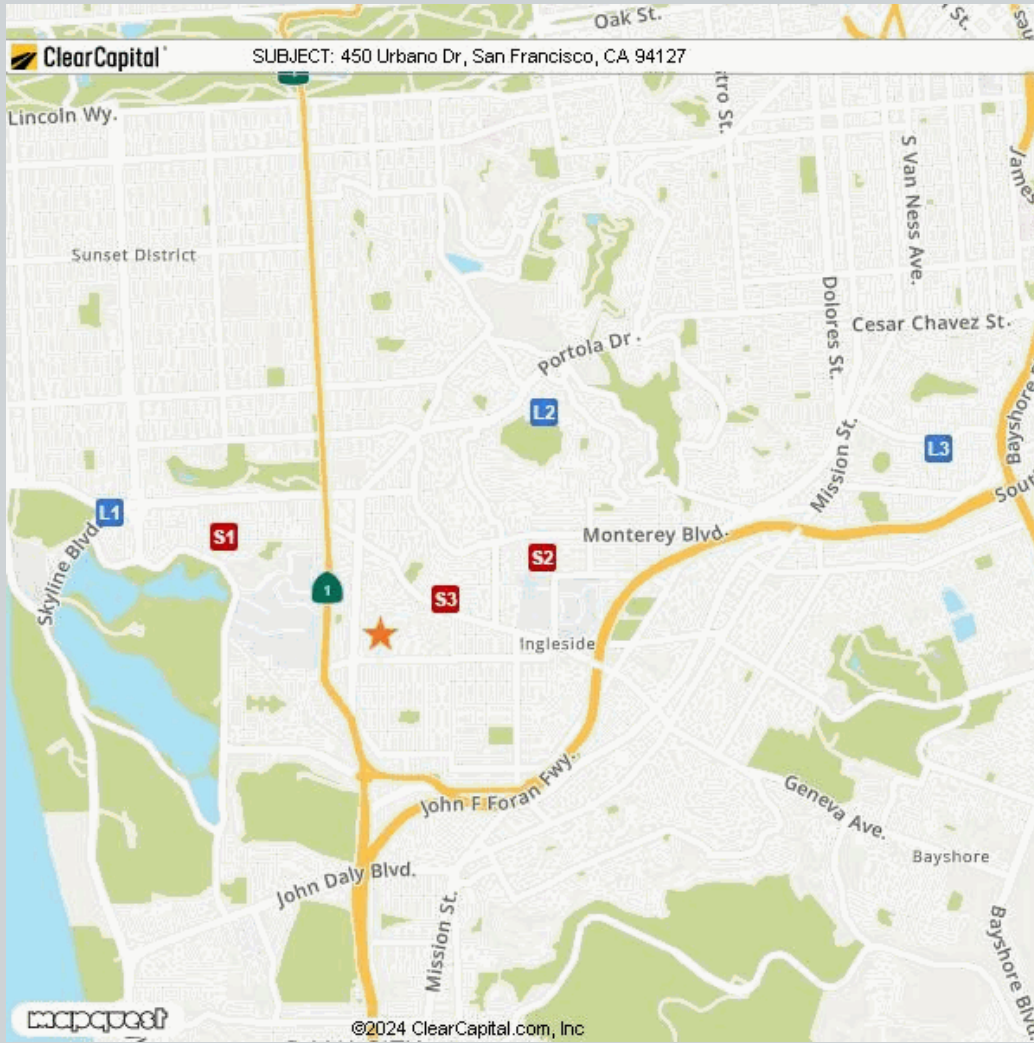 Oak St.
St.
ClearCapital
SUBJECT: 450 Urbano Dr, San Francisco, CA 94127
Lincoln Wy.
tro St.
S Van Ness Ave.
James
Sunset District
Dolores St.
Cesar Chavez St.
Portola Dr.
L2
Mission St.
L3
Bayshore
L1
S1
Skyline Blvd.
Monterey Blvd.
S2
1
S3
Ingleside
John F Foran Fwy.
Geneva Ave.
Bayshore
John Daly Blvd.
Mission St.
Bayshore Blvd
mapquest
©2024 ClearCapital.com, Inc